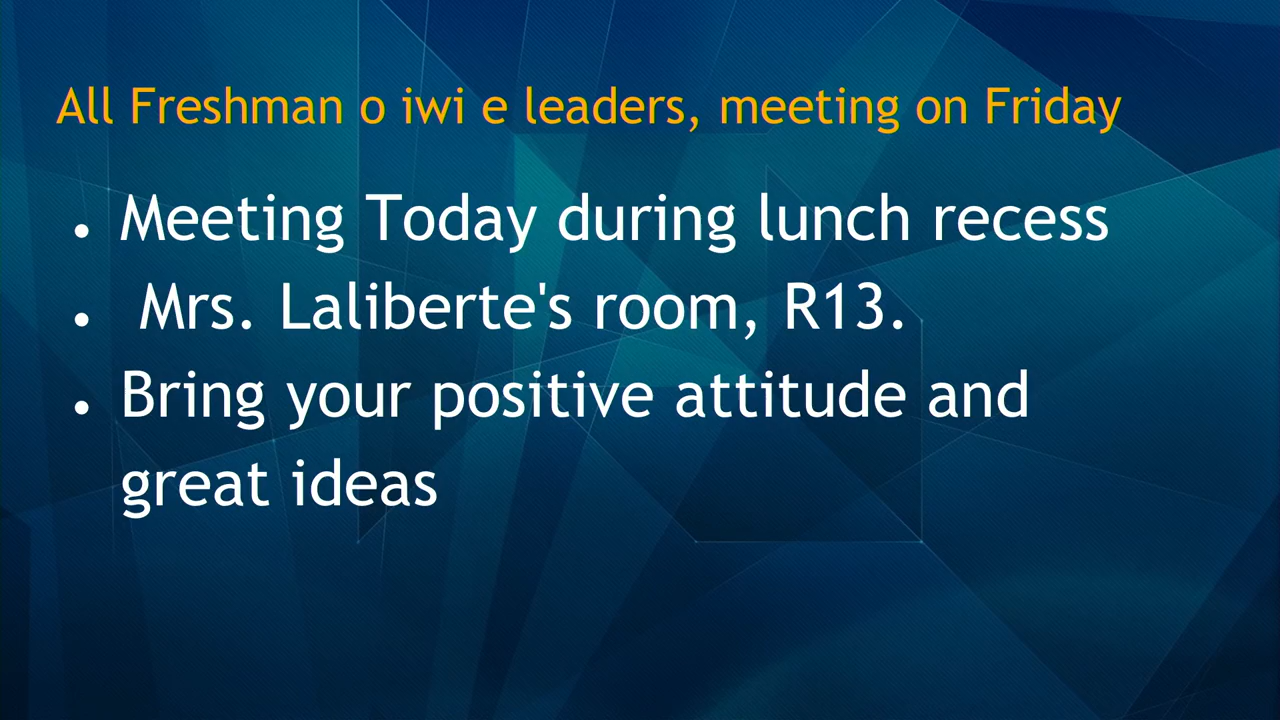 All Freshman o iwi e leaders, meeting on Friday
● Meeting Today during lunch recess
● Mrs. Laliberte's room, R13.
● Bring your positive attitude and
great ideas